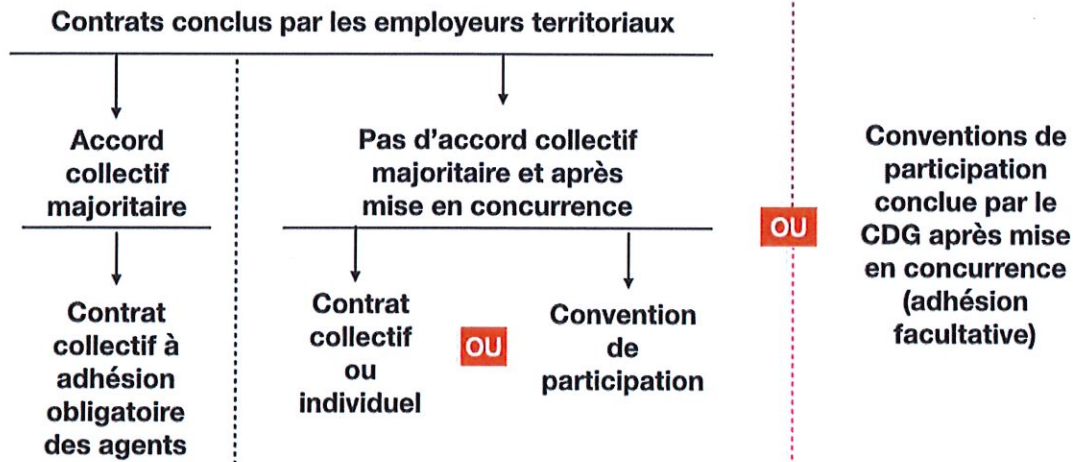 Contrats conclus par les employeurs territoriaux
Accord
collectif
majoritaire
Contrat
collectif à
adhésion
obligatoire
des agents
Pas d'accord collectif
majoritaire et après
mise en concurrence
Contrat
collectif
ou
individuel
OU
Convention
de
participation
OU
Conventions de
participation
conclue par le
CDG après mise
en concurrence
(adhésion
facultative)